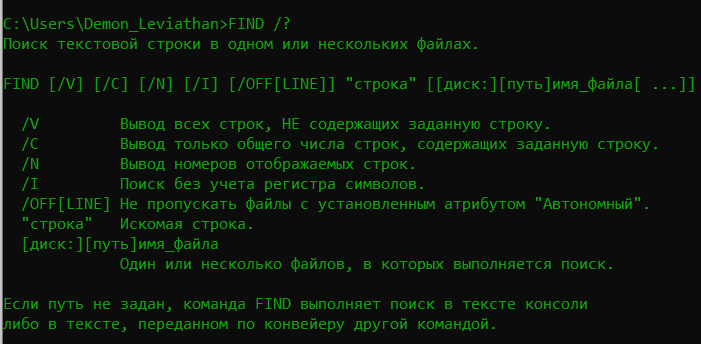 C:\Users\Demon_Leviathan>FIND /?
Поиск текстовой строки в одном или нескольких файлах.
FIND [/V] [/C] [/N] [/I] [/OFF[LINE]] "строка" [[диск:][путь]имя_файла[ ...]]
/V Вывод всех строк, НЕ содержащих заданную строку.
/C Вывод только общего числа строк, содержащих заданную строку.
/N Вывод номеров отображаемых строк.
/I Поиск без учета регистра символов.
/OFF[LINE] Не пропускать файлы с установленным атрибутом "Автономный".
"строка" Искомая строка.
[диск:][путь]имя_файла
Один или несколько файлов, в которых выполняется поиск.
Если путь не задан, команда FIND выполняет поиск в тексте консоли
либо в тексте, переданном по конвейеру другой командой.